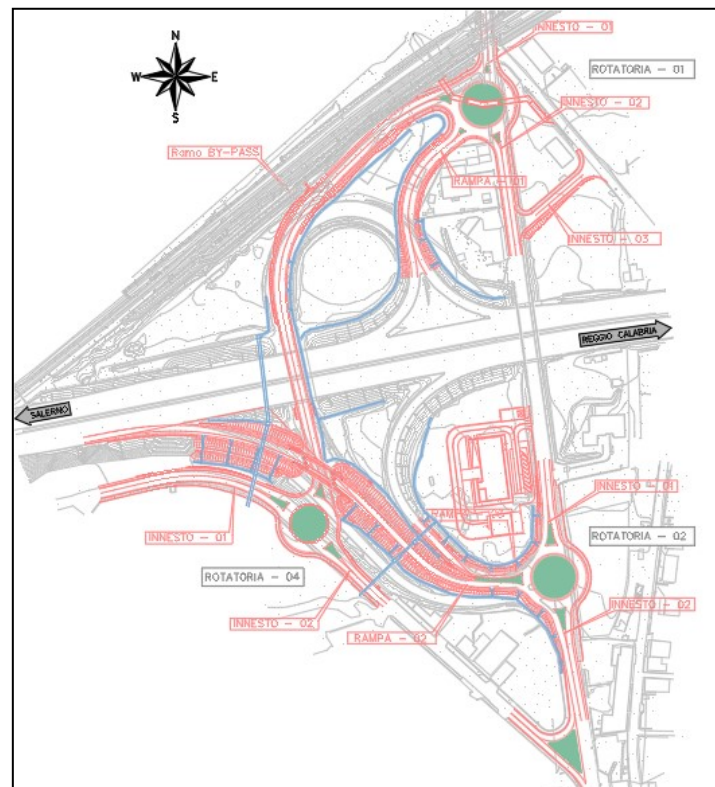 N
INNESTO - 01
ROTATORIA - 01
W
E
S
INNESTO - 02
Ramo BY-PASS
RAMPA - 01
INNESTO - 03
REGGIO CALABRIA
SALERNO
INNESTO - 01
INNESTO - 01
ROTATORIA - 02
ROTATORIA - 04
INNESTO - 02
INNESTO - 02
RAMPA - 02